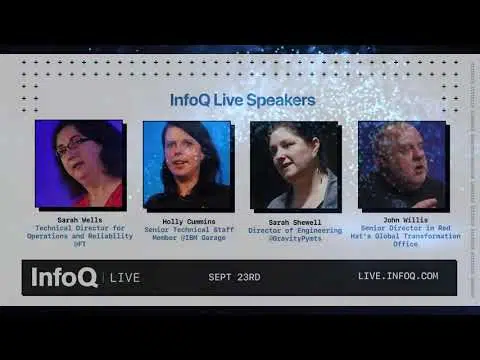 InfoQ Live Speakers
Sarah Wells
Technical Director for
Operations and Reliability
@FT
Holly Cummins
Senior Technical Staff
Member @IBM Garage
Sarah Shewell
Director of Engineering
@GravityPymts
John Willis
Senior Director in Red
Hat's Global Transformation
Office
InfoQ LIVE
SEPT 23RD
LIVE.INFOQ.COM